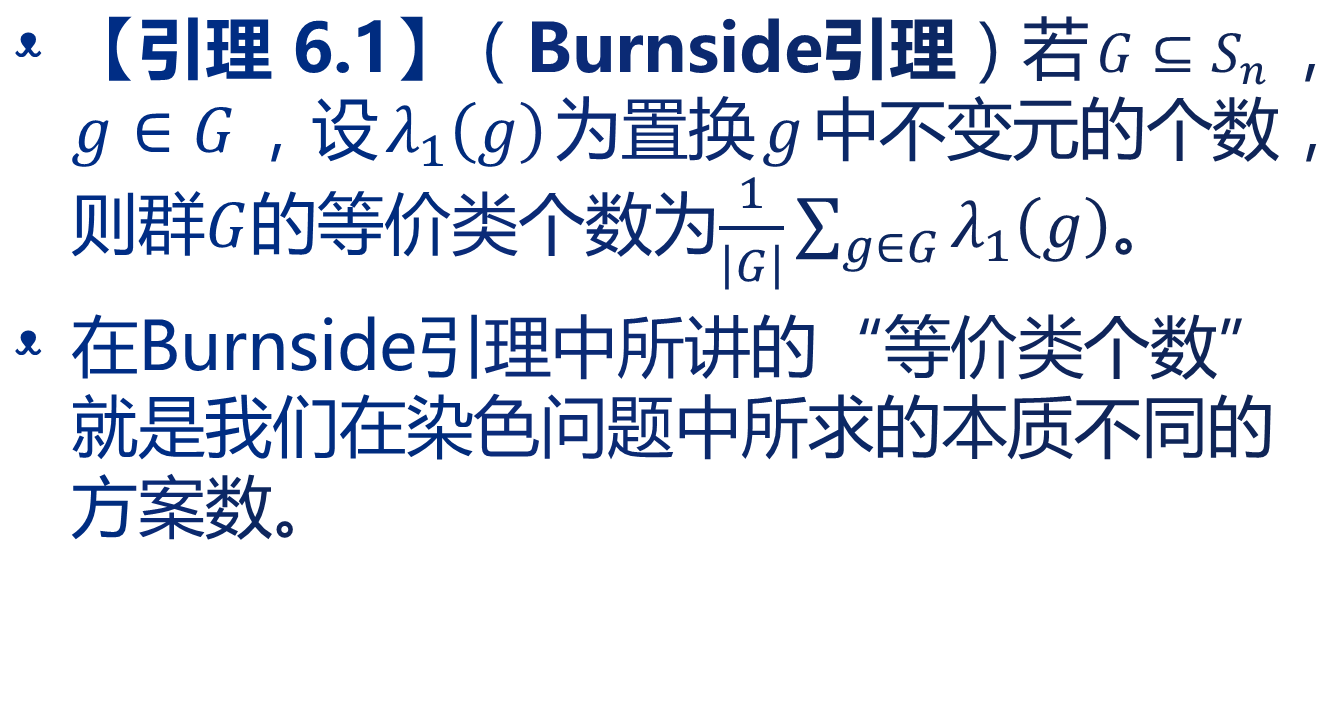 【引理 6.1】（Burnside引理）若𝐺 ⊆ 𝑆ₙ，
𝑔 ∈ 𝐺，设𝜆₁(𝑔)为置换𝑔中不变元的个数，
则群𝐺的等价类个数为\frac{1}{|𝐺|}∑_{𝑔∈𝐺} 𝜆₁(𝑔)。
在Burnside引理中所讲的“等价类个数”
就是我们在染色问题中所求的本质不同的
方案数。